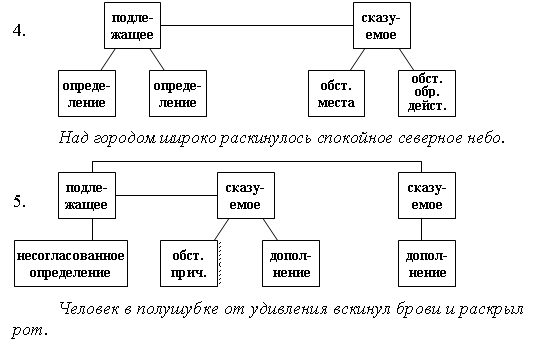 4.
подле-
жащее
сказу-
емое
опреде-
ление
опреде-
ление
обст.
места
обст.
обр.
дейст.
Над городом широко раскинулось спокойное северное небо.
5.
подле-
жащее
сказу-
емое
сказу-
емое
несогласованное
определение
обст.
прич.
допол-
нение
допол-
нение
Человек в полушубке от удивления вскинул брови и раскрыл
рот.